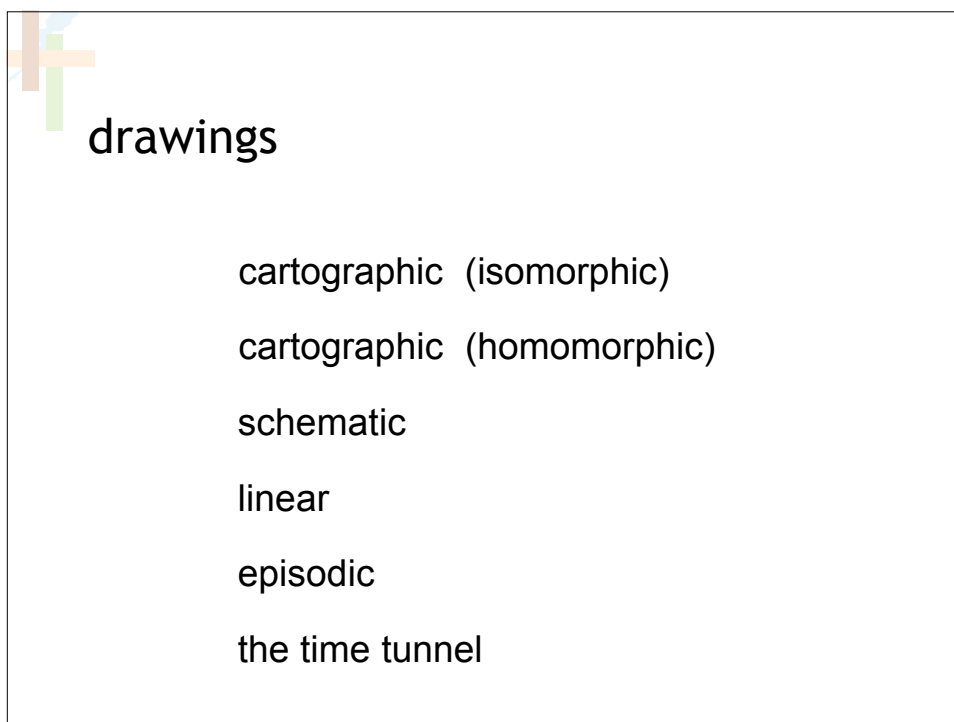 drawings
cartographic (isomorphic)
cartographic (homomorphic)
schematic
linear
episodic
the time tunnel